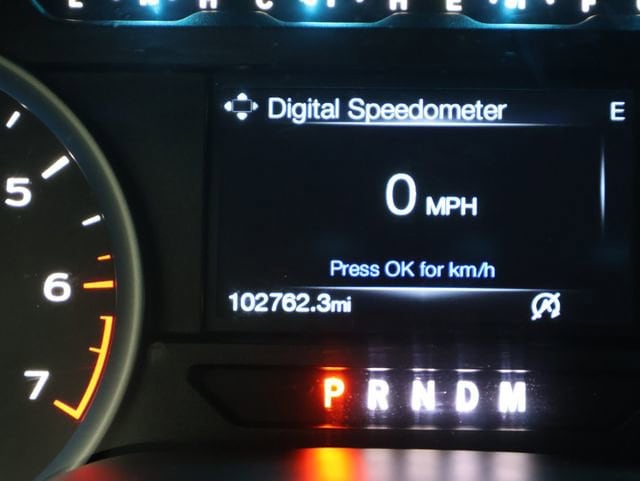 Digital Speedometer
E
5
0 MPH
6
Press OK for km/h
102762.3mi
7
P R N D M